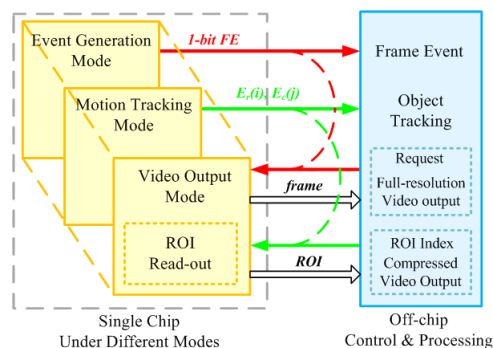 Event Generation
Mode
1-bit FE
Frame Event
Motion Tracking
Mode
Er(i), Ec(j)
Object
Tracking
Video Output
Mode
frame
Request
Full-resolution
Video output
ROI
Read-out
ROI
ROI Index
Compressed
Video Output
Single Chip
Under Different Modes
Off-chip
Control & Processing